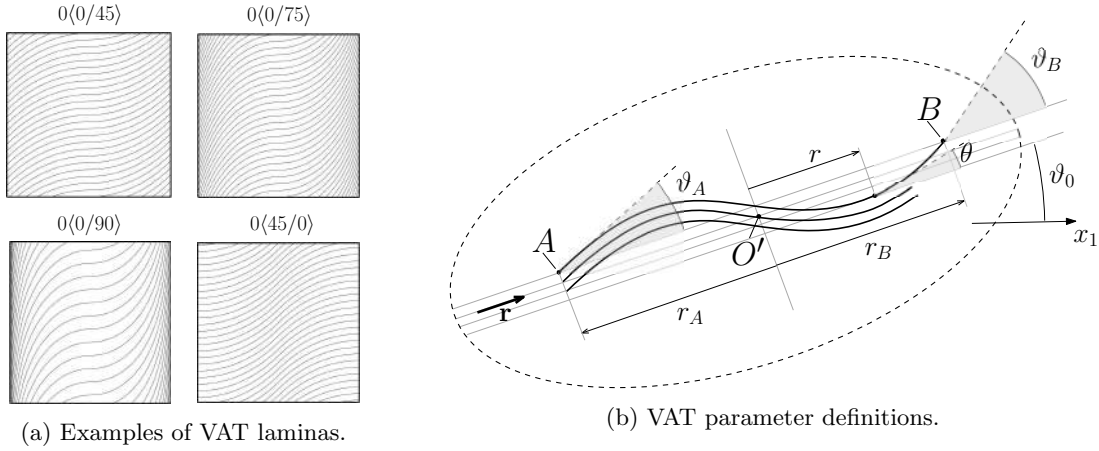 0⟨0/45⟩ 0⟨0/75⟩
0⟨0/90⟩ 0⟨45/0⟩
(a) Examples of VAT laminas.
ϑ_B
B
r
θ
ϑ_A
ϑ_0
A
O′
x_1
r_B
r
r_A
(b) VAT parameter definitions.